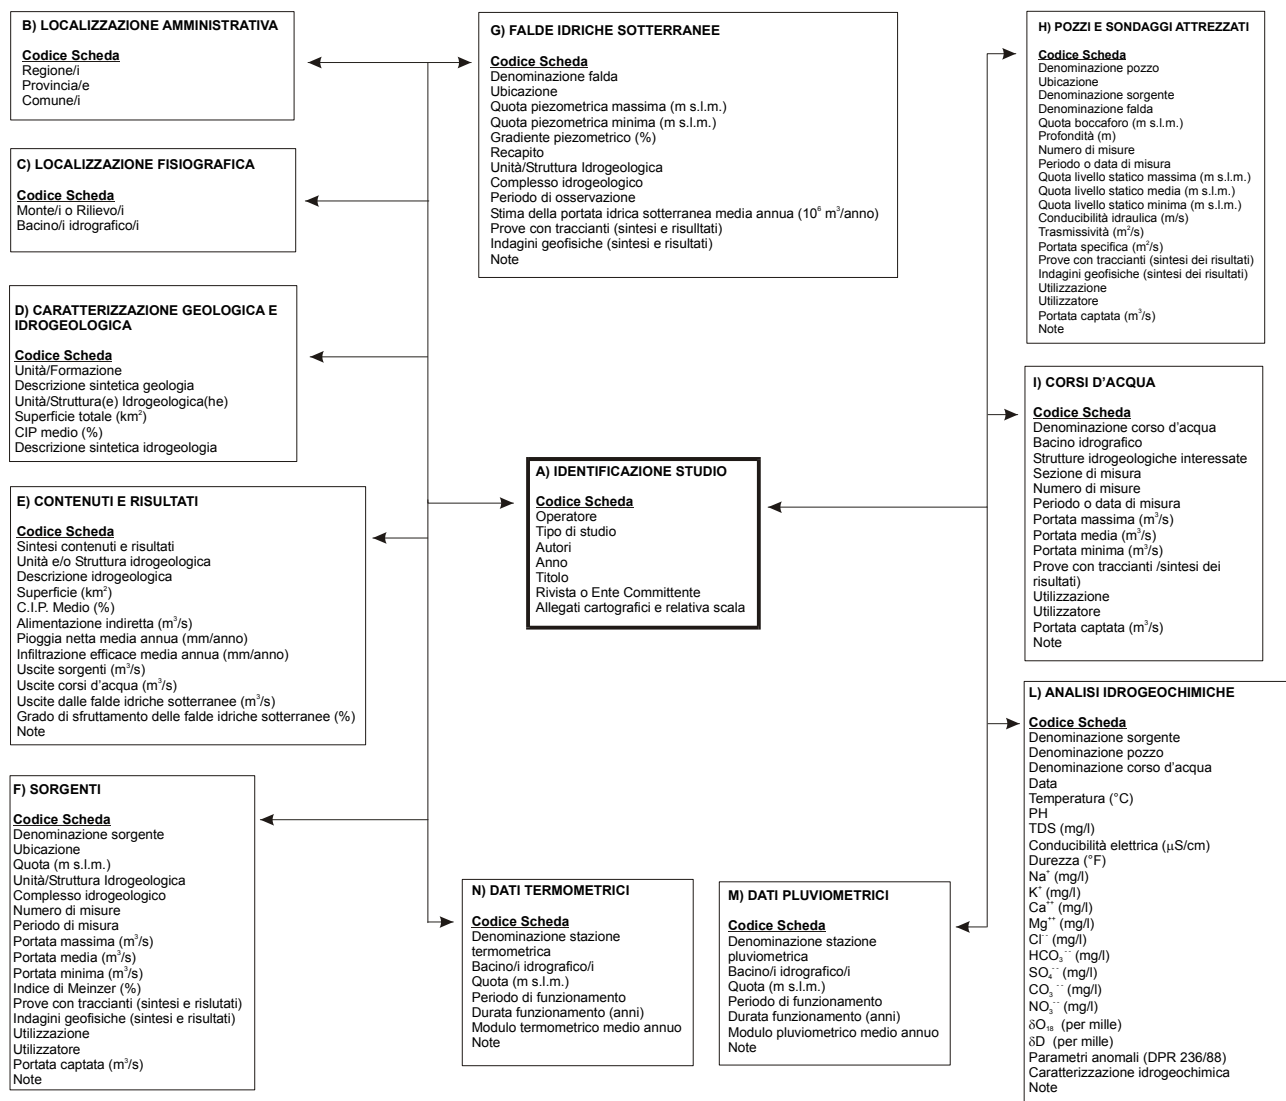 B) LOCALIZZAZIONE AMMINISTRATIVA
Codice Scheda
Regione/i
Provincia/e
Comune/i
C) LOCALIZZAZIONE FISIOGRAFICA
Codice Scheda
Monte/i o Rilievo/i
Bacino/i idrografico/i
D) CARATTERIZZAZIONE GEOLOGICA E
IDROGEOLOGICA
Codice Scheda
Unità/Formazione
Descrizione sintetica geologia
Unità/Struttura(e) Idrogeologica(he)
Superficie totale (km²)
CIP medio (%)
Descrizione sintetica idrogeologia
E) CONTENUTI E RISULTATI
Codice Scheda
Sintesi contenuti e risultati
Unità e/o Struttura idrogeologica
Descrizione idrogeologica
Superficie (km²)
C.I.P. Medio (%)
Alimentazione indiretta (m³/s)
Pioggia netta media annua (mm/anno)
Infiltrazione efficace media annua (mm/anno)
Uscite sorgenti (m³/s)
Uscite corsi d'acqua (m³/s)
Uscite dalle falde idriche sotterranee (m³/s)
Grado di sfruttamento delle falde idriche sotterranee (%)
Note
F) SORGENTI
Codice Scheda
Denominazione sorgente
Ubicazione
Quota (m s.l.m.)
Unità/Struttura Idrogeologica
Complesso idrogeologico
Numero di misure
Periodo di misura
Portata massima (m³/s)
Portata media (m³/s)
Portata minima (m³/s)
Indice di Meinzer (%)
Prove con traccianti (sintesi e rislutati)
Indagini geofisiche (sintesi e risultati)
Utilizzazione
Utilizzatore
Portata captata (m³/s)
Note
G) FALDE IDRICHE SOTTERRANEE
Codice Scheda
Denominazione falda
Ubicazione
Quota piezometrica massima (m s.l.m.)
Quota piezometrica minima (m s.l.m.)
Gradiente piezometrico (%)
Recapito
Unità/Struttura Idrogeologica
Complesso idrogeologico
Periodo di osservazione
Stima della portata idrica sotterranea media annua (10⁶ m³/anno)
Prove con traccianti (sintesi e risulltati)
Indagini geofisiche (sintesi e risultati)
Note
A) IDENTIFICAZIONE STUDIO
Codice Scheda
Operatore
Tipo di studio
Autori
Anno
Titolo
Rivista o Ente Committente
Allegati cartografici e relativa scala
N) DATI TERMOMETRICI
Codice Scheda
Denominazione stazione
termometrica
Bacino/i idrografico/i
Quota (m s.l.m.)
Periodo di funzionamento
Durata funzionamento (anni)
Modulo termometrico medio annuo
Note
M) DATI PLUVIOMETRICI
Codice Scheda
Denominazione stazione
pluviometrica
Bacino/i idrografico/i
Quota (m s.l.m.)
Periodo di funzionamento
Durata funzionamento (anni)
Modulo pluviometrico medio annuo
Note
H) POZZI E SONDAGGI ATTREZZATI
Codice Scheda
Denominazione pozzo
Ubicazione
Denominazione sorgente
Denominazione falda
Quota boccaforo (m s.l.m.)
Profondità (m)
Numero di misure
Periodo o data di misura
Quota livello statico massima (m s.l.m.)
Quota livello statico media (m s.l.m.)
Quota livello statico minima (m s.l.m.)
Conducibilità idraulica (m/s)
Trasmissività (m²/s)
Portata specifica (m²/s)
Prove con traccianti (sintesi dei risultati)
Indagini geofisiche (sintesi dei risultati)
Utilizzazione
Utilizzatore
Portata captata (m³/s)
Note
I) CORSI D'ACQUA
Codice Scheda
Denominazione corso d'acqua
Bacino idrografico
Strutture idrogeologiche interessate
Sezione di misura
Numero di misure
Periodo o data di misura
Portata massima (m³/s)
Portata media (m³/s)
Portata minima (m³/s)
Prove con traccianti /sintesi dei
risultati)
Utilizzazione
Utilizzatore
Portata captata (m³/s)
Note
L) ANALISI IDROGEOCHIMICHE
Codice Scheda
Denominazione sorgente
Denominazione pozzo
Denominazione corso d'acqua
Data
Temperatura (°C)
PH
TDS (mg/l)
Conducibilità elettrica (μS/cm)
Durezza (°F)
Na⁺ (mg/l)
K⁺ (mg/l)
Ca⁺⁺ (mg/l)
Mg⁺⁺ (mg/l)
Cl⁻⁻ (mg/l)
HCO₃⁻⁻ (mg/l)
SO₄⁻⁻ (mg/l)
CO₃⁻⁻ (mg/l)
NO₃⁻⁻ (mg/l)
δO₁₈ (per mille)
δD (per mille)
Parametri anomali (DPR 236/88)
Caratterizzazione idrogeochimica
Note